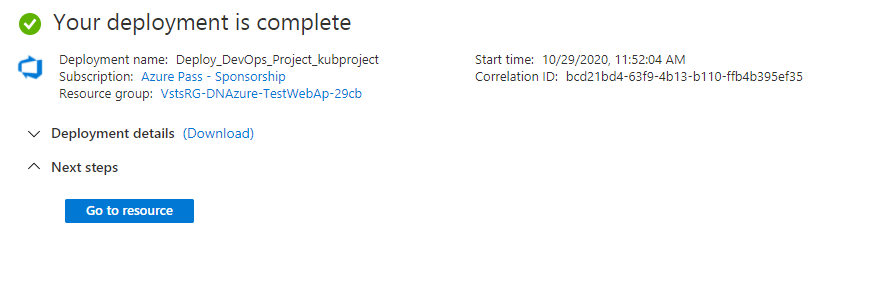 Your deployment is complete
Deployment name: Deploy_DevOps_Project_kubproject
Subscription: Azure Pass - Sponsorship
Resource group: VstsRG-DNAzure-TestWebAp-29cb
Start time: 10/29/2020, 11:52:04 AM
Correlation ID: bcd21bd4-63f9-4b13-b110-ffb4b395ef35
Deployment details (Download)
Next steps
Go to resource